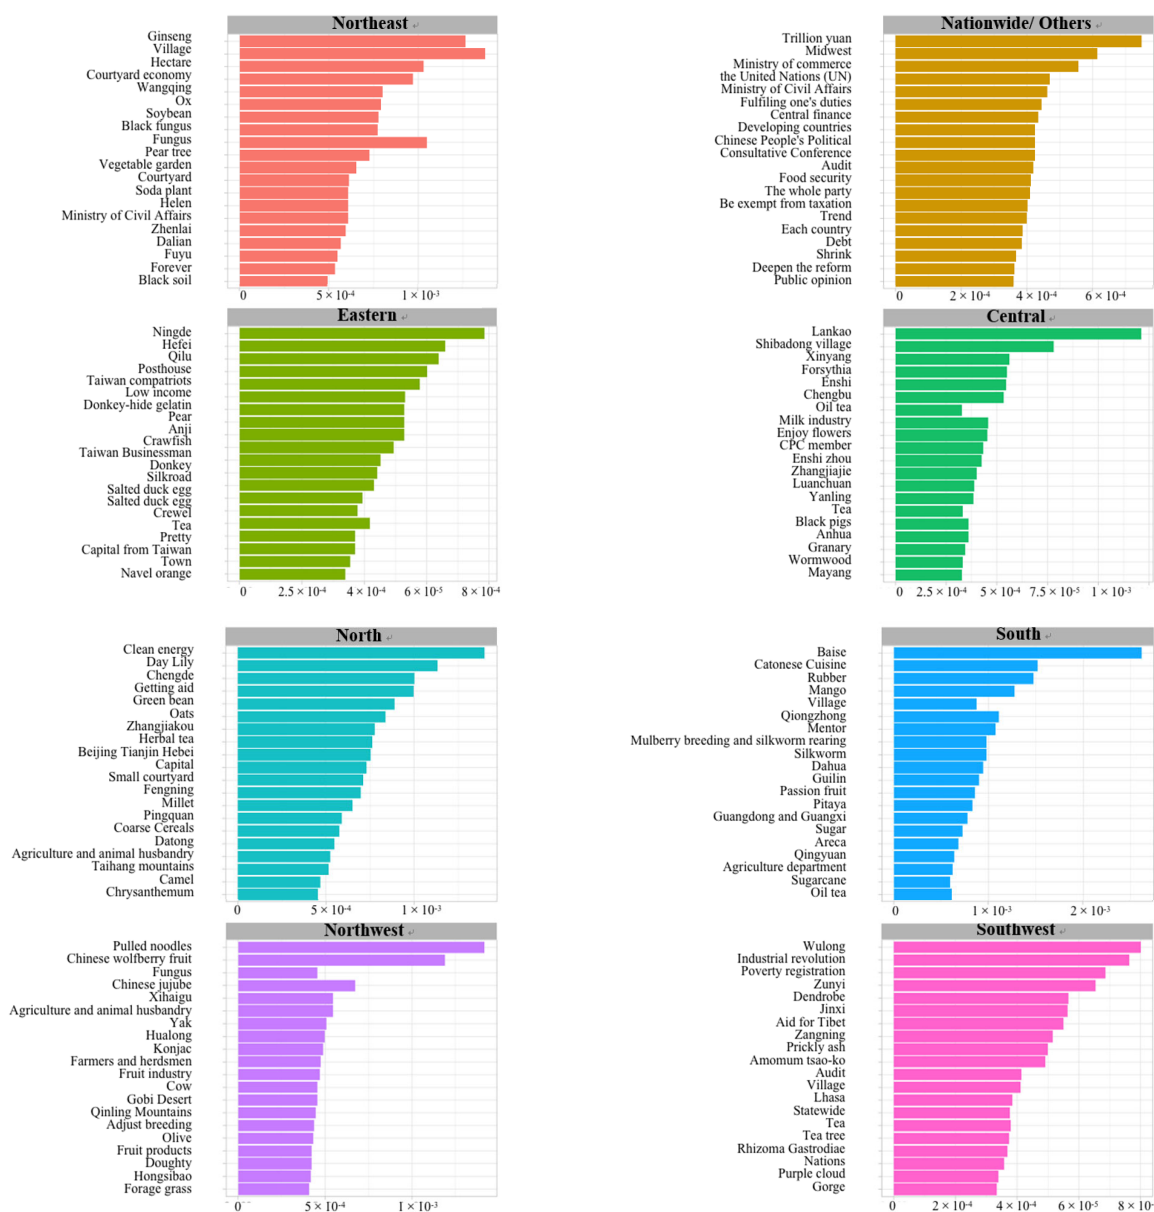 Northeast
Ginseng
Village
Hectare
Courtyard economy
Wangqing
Ox
Soybean
Black fungus
Fungus
Pear tree
Vegetable garden
Courtyard
Soda plant
Helen
Ministry of Civil Affairs
Zhenlai
Dalian
Fuyu
Forever
Black soil
0 5 × 10⁻⁴ 1 × 10⁻³
Nationwide/ Others
Trillion yuan
Midwest
Ministry of commerce
the United Nations (UN)
Ministry of Civil Affairs
Fulfiling one's duties
Central finance
Developing countries
Chinese People's Political
Consultative Conference
Audit
Food security
The whole party
Be exempt from taxation
Trend
Each country
Debt
Shrink
Deepen the reform
Public opinion
0 2 × 10⁻⁴ 4 × 10⁻⁴ 6 × 10⁻⁴
Eastern
Ningde
Hefei
Qilu
Posthouse
Taiwan compatriots
Low income
Donkey-hide gelatin
Pear
Anji
Crawfish
Taiwan Businessman
Donkey
Silkroad
Salted duck egg
Salted duck egg
Crewel
Tea
Pretty
Capital from Taiwan
Town
Navel orange
0 2.5 × 10⁻⁴ 4 × 10⁻⁴ 6 × 10⁻⁵ 8 × 10⁻⁴
Central
Lankao
Shibadong village
Xinyang
Forsythia
Enshi
Chengbu
Oil tea
Milk industry
Enjoy flowers
CPC member
Enshi zhou
Zhangjiajie
Luanchuan
Yanling
Tea
Black pigs
Anhua
Granary
Wormwood
Mayang
0 2.5 × 10⁻⁴ 5 × 10⁻⁴ 7.5 × 10⁻⁵ 1 × 10⁻³
North
Clean energy
Day Lily
Chengde
Getting aid
Green bean
Oats
Zhangjiakou
Herbal tea
Beijing Tianjin Hebei
Capital
Small courtyard
Fengning
Millet
Pingquan
Coarse Cereals
Datong
Agriculture and animal husbandry
Taihang mountains
Camel
Chrysanthemum
0 5 × 10⁻⁴ 1 × 10⁻³
South
Baise
Catonese Cuisine
Rubber
Mango
Village
Qiongzhong
Mentor
Mulberry breeding and silkworm rearing
Silkworm
Dahua
Guilin
Passion fruit
Pitaya
Guangdong and Guangxi
Sugar
Areca
Qingyuan
Agriculture department
Sugarcane
Oil tea
0 1 × 10⁻³ 2 × 10⁻³
Northwest
Pulled noodles
Chinese wolfberry fruit
Fungus
Chinese jujube
Xihaigu
Agriculture and animal husbandry
Yak
Hualong
Konjac
Farmers and herdsmen
Fruit industry
Cow
Gobi Desert
Qinling Mountains
Adjust breeding
Olive
Fruit products
Doughty
Hongsibao
Forage grass
0 5 × 10⁻⁴ 1 × 10⁻³
Southwest
Wulong
Industrial revolution
Poverty registration
Zunyi
Dendrobe
Jinxi
Aid for Tibet
Zangning
Prickly ash
Amomum tsao-ko
Audit
Village
Lhasa
Statewide
Tea
Tea tree
Rhizoma Gastrodiae
Nations
Purple cloud
Gorge
0 2 × 10⁻⁴ 4 × 10⁻⁴ 6 × 10⁻⁵ 8 × 10⁻